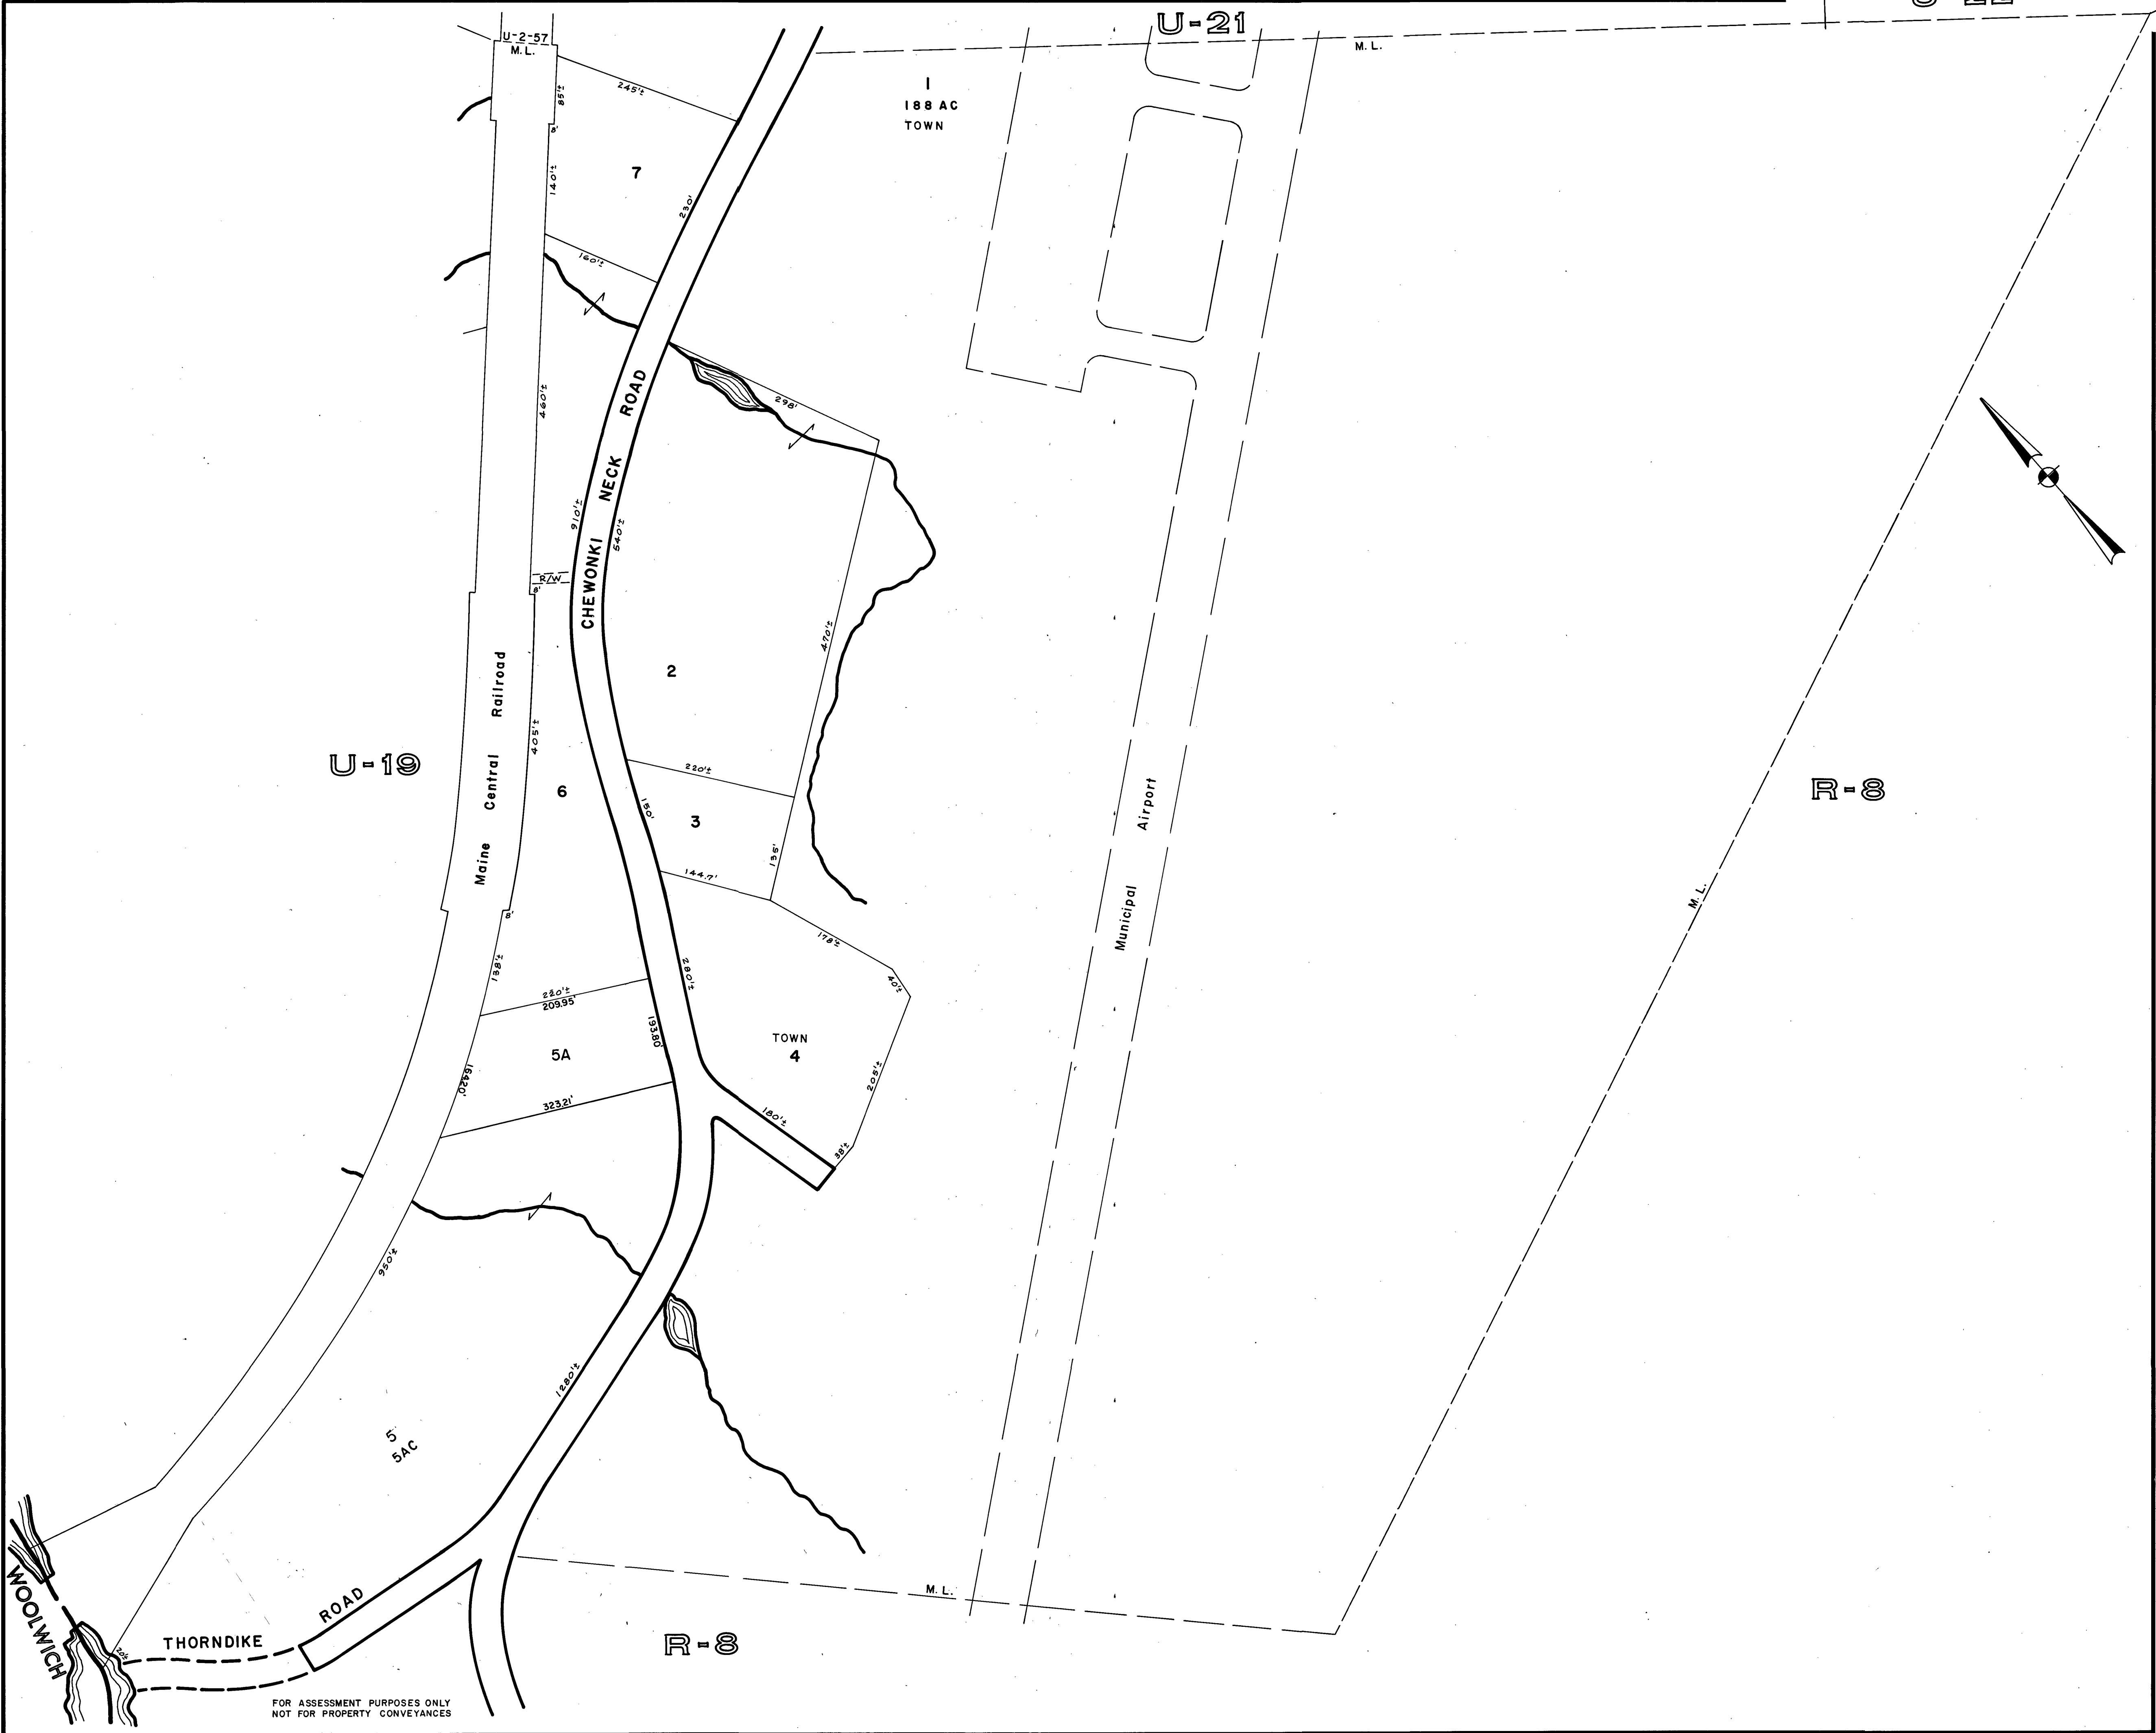 U-21
U-2-57
M.L.
M.L.
245'±
85'±
8'
1
188 AC
TOWN
140'±
7
230'
160'±
298'
460'±
910'±
540'±
CHEWONKI NECK ROAD
R/W
8'
470'±
2
Maine Central Railroad
405'±
U-19
6
220'±
150'
3
135'
144.7'
Municipal Airport
R-8
M.L.
8'
138'±
178'±
40'±
280'±
220'±
209.95'
193.80'
TOWN
4
5A
205'±
164.20'
323.21'
180'±
38'±
950'±
1280'±
5
5AC
M.L.
WOOLWICH
THORNDIKE ROAD
R-8
FOR ASSESSMENT PURPOSES ONLY
NOT FOR PROPERTY CONVEYANCES